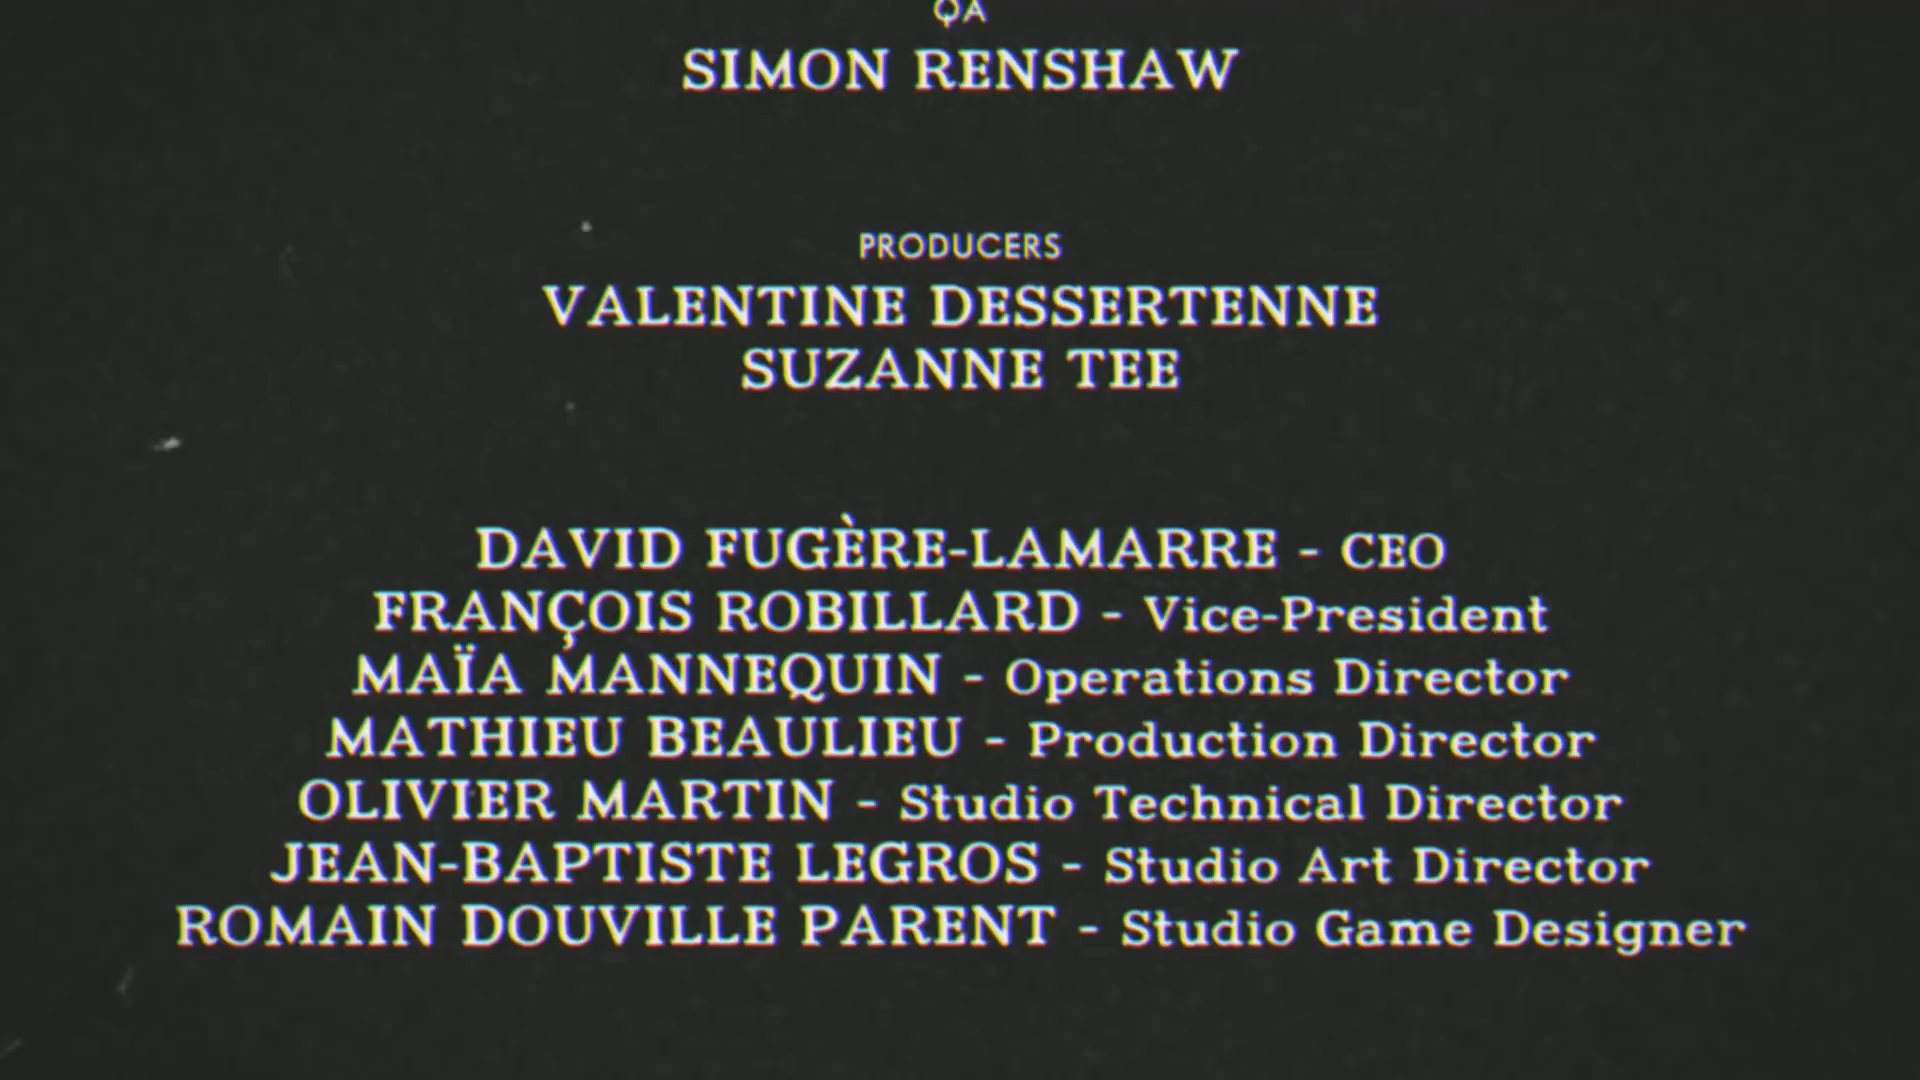 QA
SIMON RENSHAW
PRODUCERS
VALENTINE DESSERTENNE
SUZANNE TEE
DAVID FUGÈRE-LAMARRE - CEO
FRANÇOIS ROBILLARD - Vice-President
MAÏA MANNEQUIN - Operations Director
MATHIEU BEAULIEU - Production Director
OLIVIER MARTIN - Studio Technical Director
JEAN-BAPTISTE LEGROS - Studio Art Director
ROMAIN DOUVILLE PARENT - Studio Game Designer